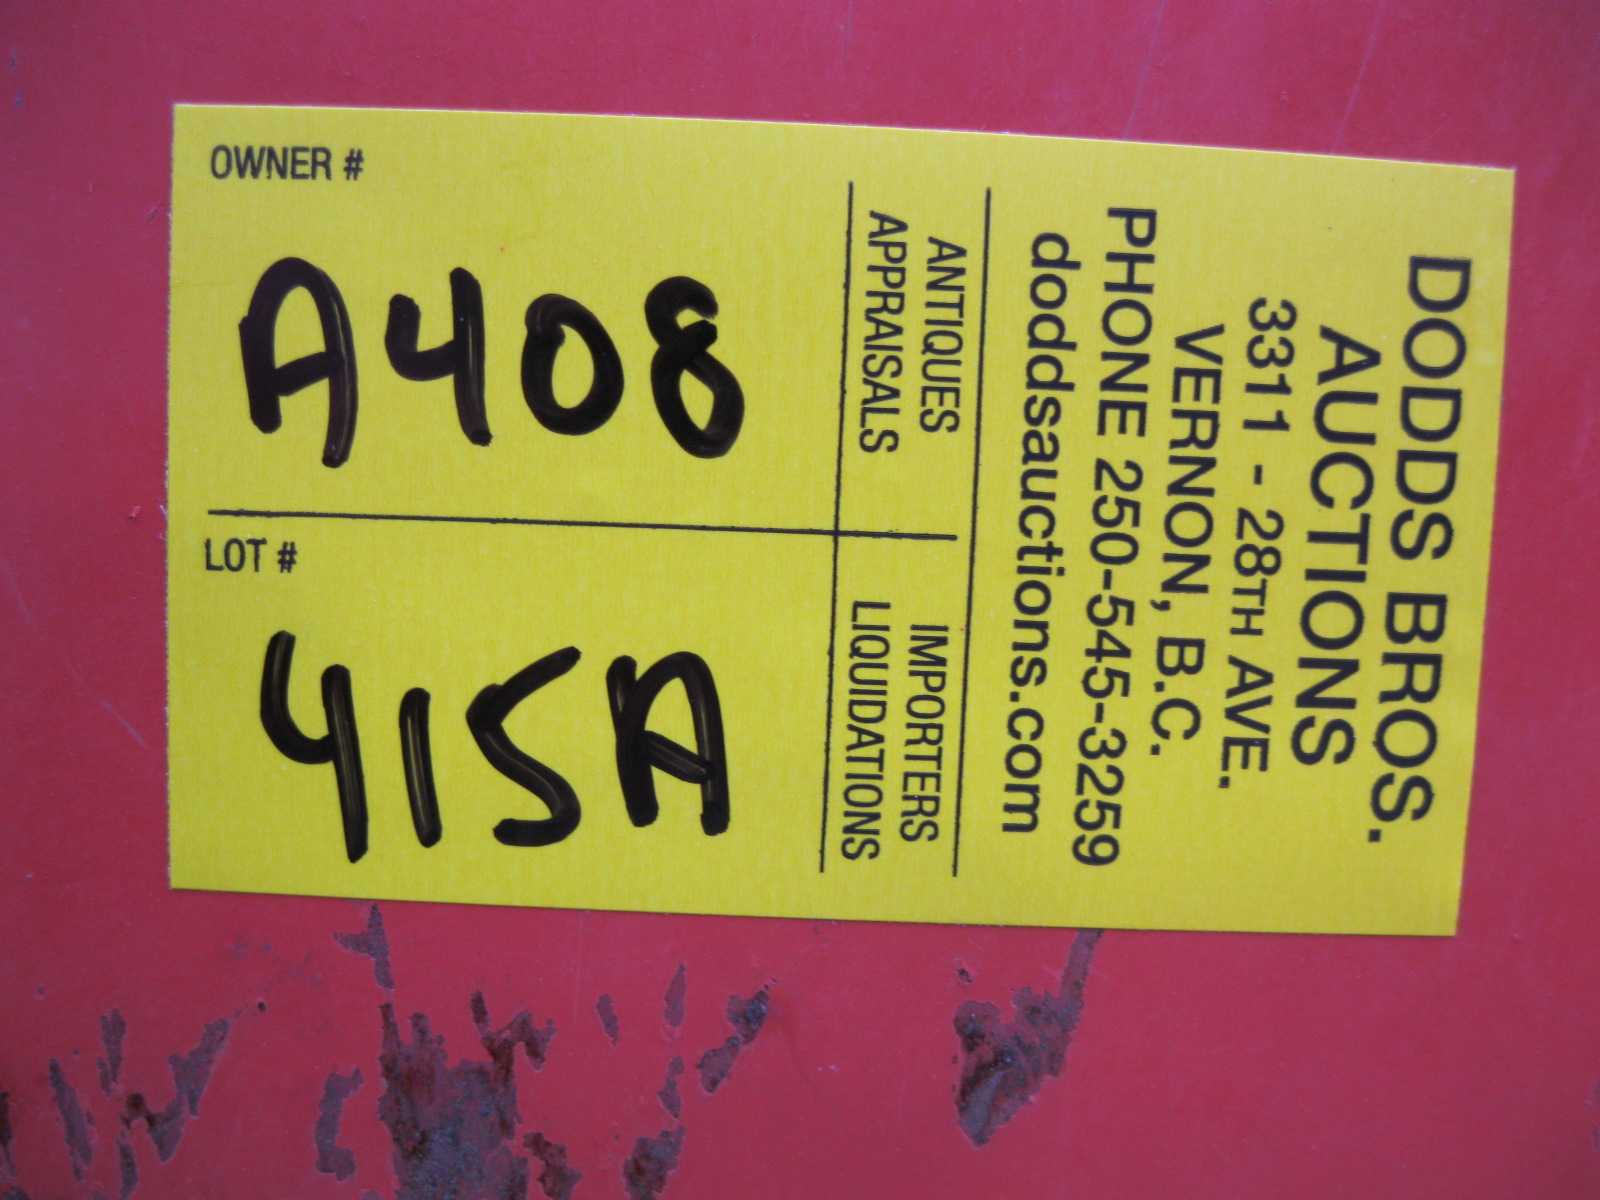 DODDS BROS.
AUCTIONS
3311 - 28TH AVE.
VERNON, B.C.
PHONE 250-545-3259
doddsauctions.com
ANTIQUES
APPRAISALS
IMPORTERS
LIQUIDATIONS
OWNER #
A408
LOT #
415A